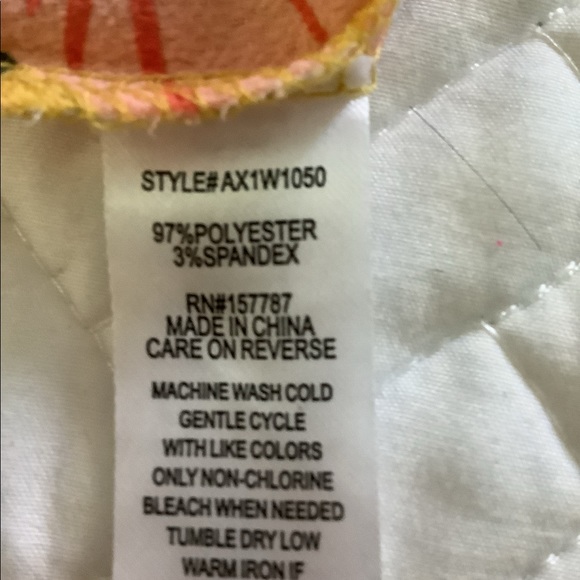 STYLE#AX1W1050
97%POLYESTER
3%SPANDEX
RN#157787
MADE IN CHINA
CARE ON REVERSE
MACHINE WASH COLD
GENTLE CYCLE
WITH LIKE COLORS
ONLY NON-CHLORINE
BLEACH WHEN NEEDED
TUMBLE DRY LOW
WARM IRON IF